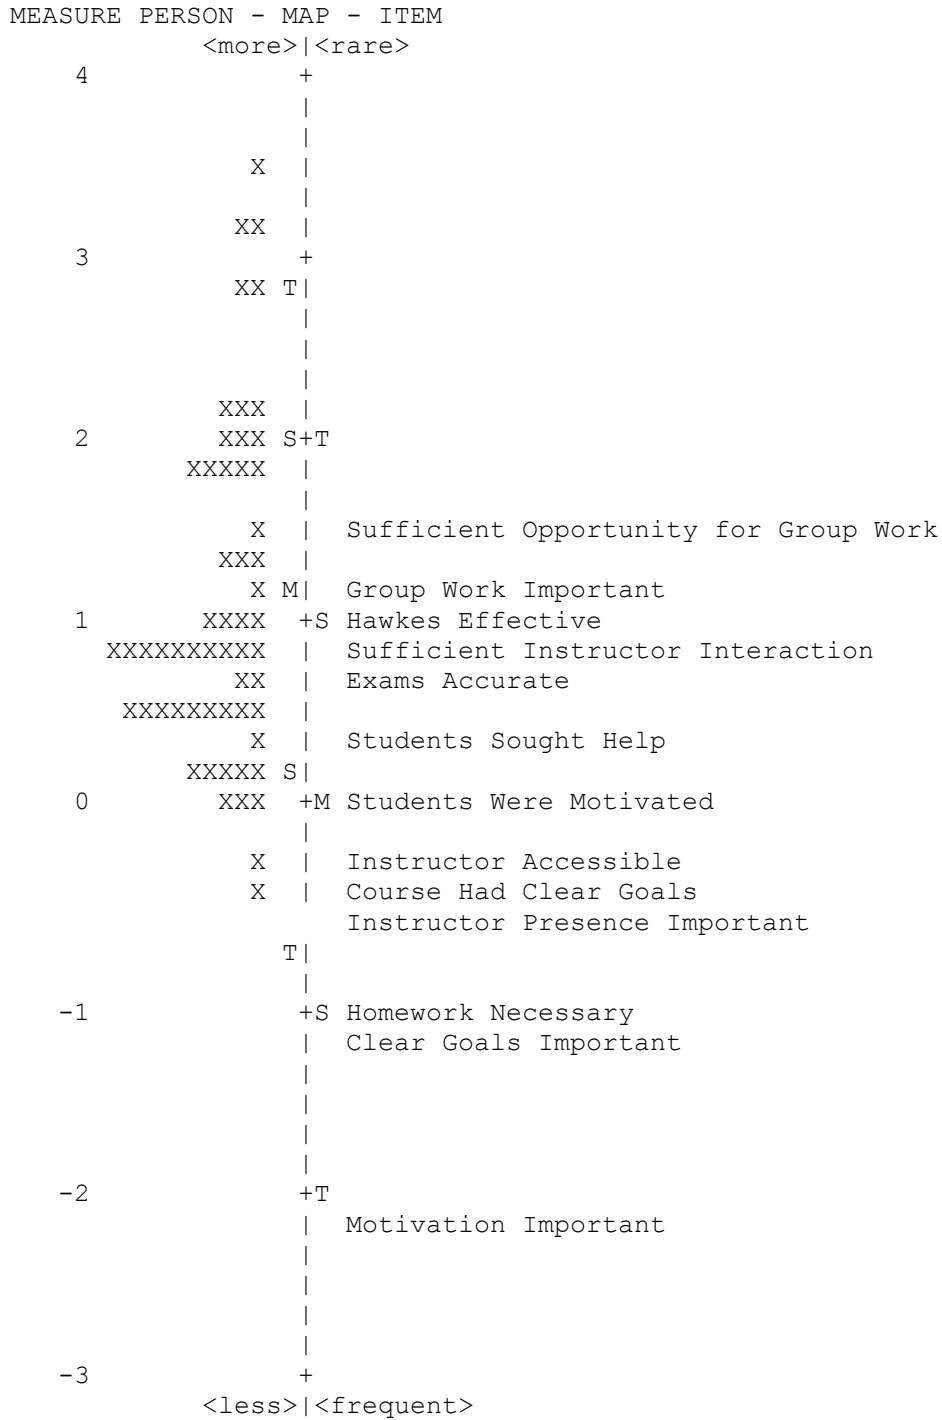 MEASURE PERSON - MAP - ITEM
            <more>|<rare>
    4             +
                  |
                  |
               X  |
                  |
              XX  |
    3             +
              XX T|
                  |
                  |
                  |
             XXX  |
    2        XXX S+T
           XXXXX  |
                  |
               X  |  Sufficient Opportunity for Group Work
             XXX  |
               X M|  Group Work Important
    1       XXXX  +S Hawkes Effective
      XXXXXXXXXX  |  Sufficient Instructor Interaction
              XX  |  Exams Accurate
       XXXXXXXXX  |
               X  |  Students Sought Help
           XXXXX S|
    0        XXX  +M Students Were Motivated
                  |
               X  |  Instructor Accessible
               X  |  Course Had Clear Goals
                     Instructor Presence Important
                 T|
                  |
   -1             +S Homework Necessary
                  |  Clear Goals Important
                  |
                  |
                  |
                  |
   -2             +T
                  |  Motivation Important
                  |
                  |
                  |
                  |
   -3             +
            <less>|<frequent>